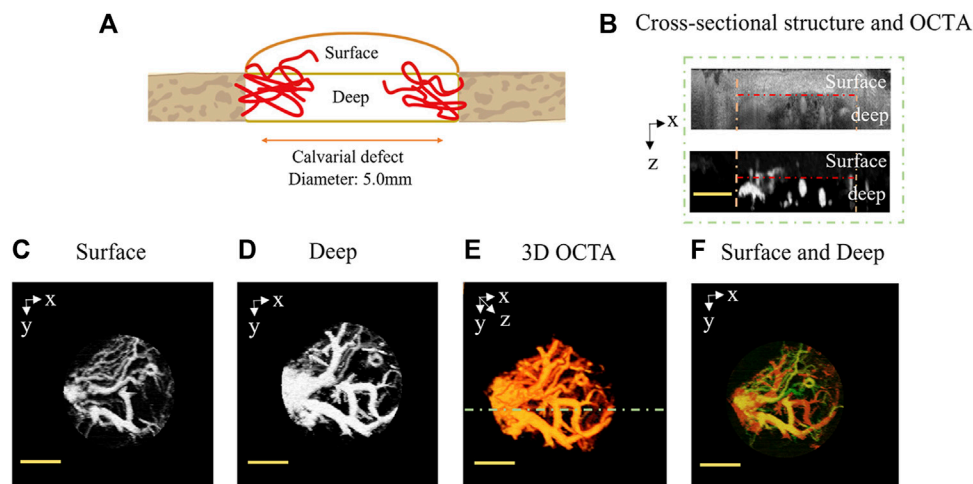 A
Surface
Deep
Calvarial defect
Diameter: 5.0mm
B Cross-sectional structure and OCTA
Surface
deep
x
z
Surface
deep
C Surface
x
y
D Deep
x
y
E 3D OCTA
x
y z
F Surface and Deep
x
y